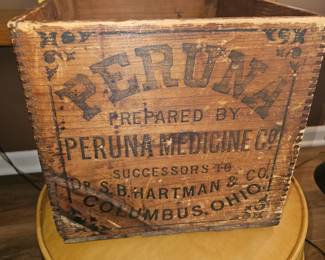 PERUNA
PREPARED BY
PERUNA MEDICINE CO
SUCCESSORS TO
DR. S.B. HARTMAN & CO.
COLUMBUS, OHIO.